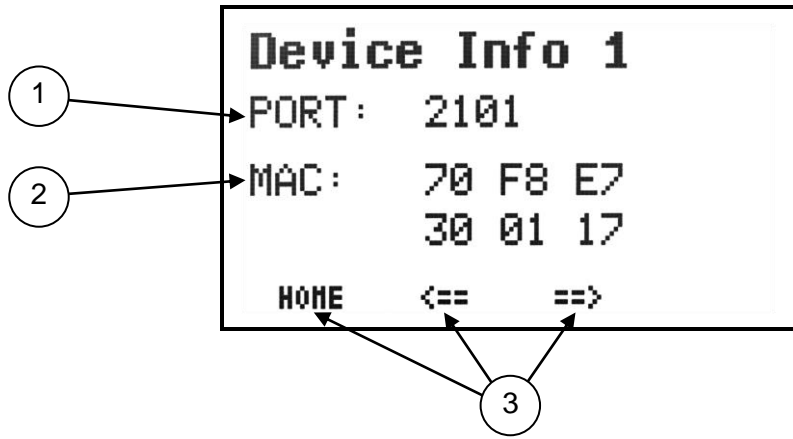 Device Info 1
1
PORT: 2101
2
MAC: 70 F8 E7
30 01 17
HOME <== ==>
3